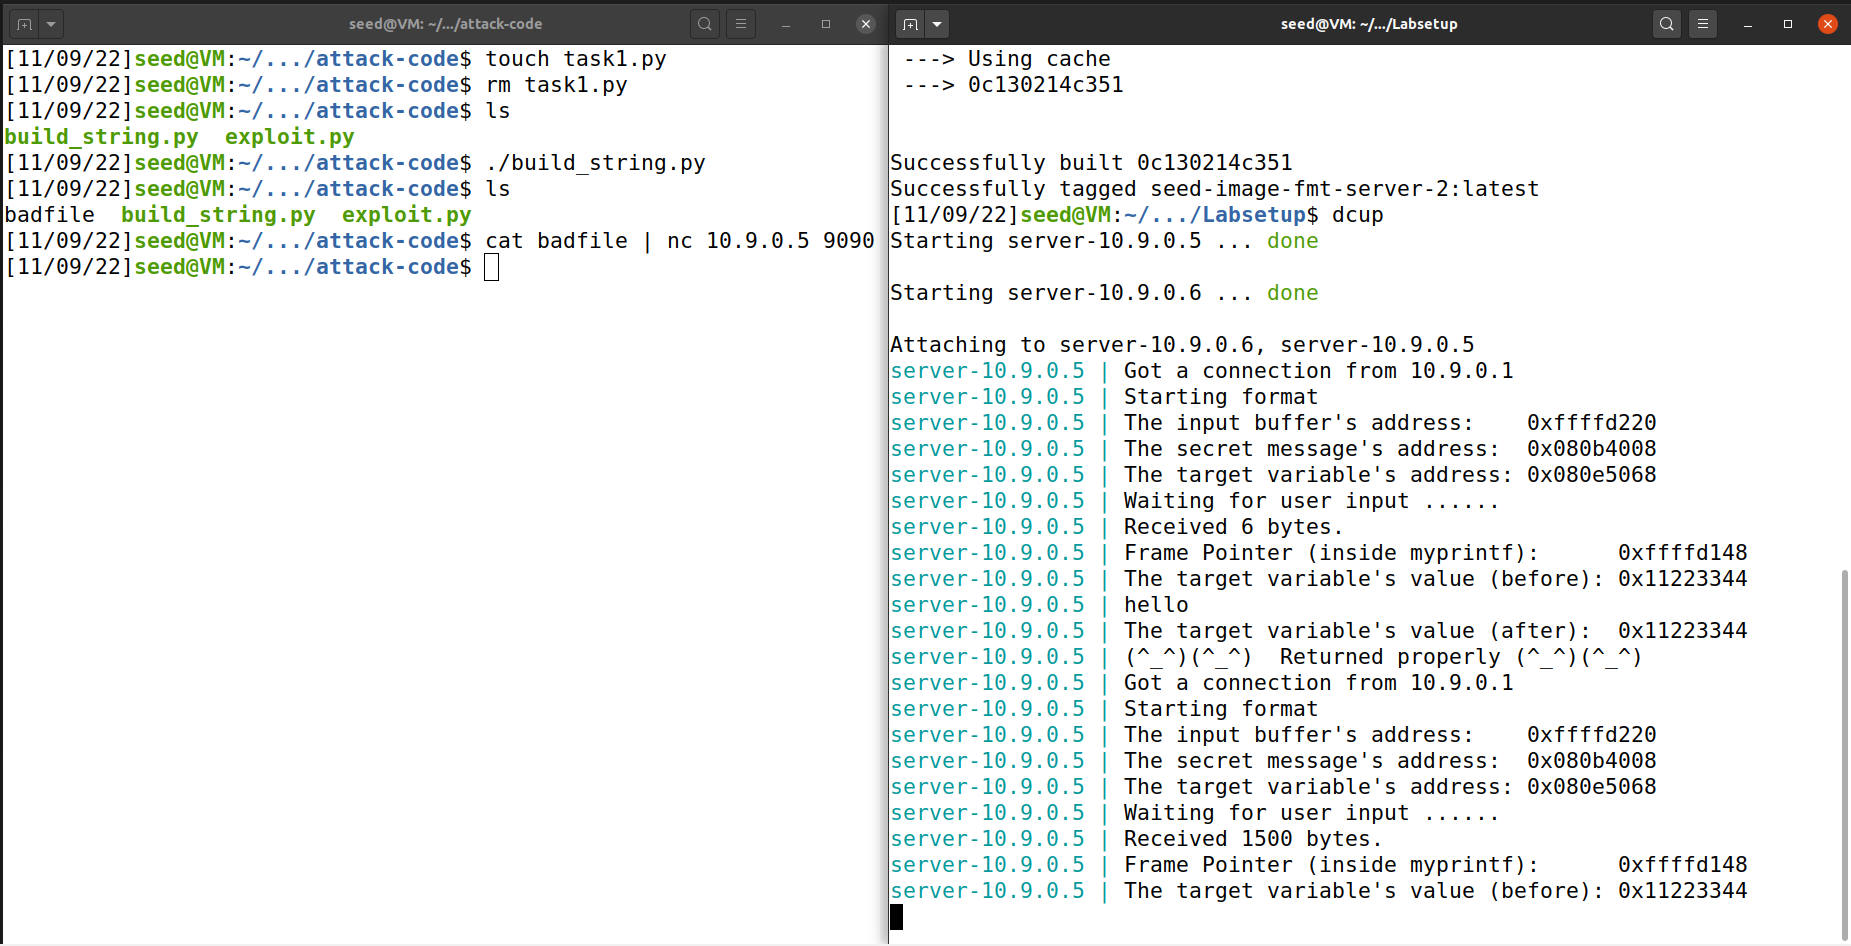 seed@VM: ~/.../attack-code
[11/09/22]seed@VM:~/.../attack-code$ touch task1.py
[11/09/22]seed@VM:~/.../attack-code$ rm task1.py
[11/09/22]seed@VM:~/.../attack-code$ ls
build_string.py  exploit.py
[11/09/22]seed@VM:~/.../attack-code$ ./build_string.py
[11/09/22]seed@VM:~/.../attack-code$ ls
badfile  build_string.py  exploit.py
[11/09/22]seed@VM:~/.../attack-code$ cat badfile | nc 10.9.0.5 9090
[11/09/22]seed@VM:~/.../attack-code$
seed@VM: ~/.../Labsetup
 ---> Using cache
 ---> 0c130214c351
Successfully built 0c130214c351
Successfully tagged seed-image-fmt-server-2:latest
[11/09/22]seed@VM:~/.../Labsetup$ dcup
Starting server-10.9.0.5 ... done
Starting server-10.9.0.6 ... done
Attaching to server-10.9.0.6, server-10.9.0.5
server-10.9.0.5 | Got a connection from 10.9.0.1
server-10.9.0.5 | Starting format
server-10.9.0.5 | The input buffer's address:    0xffffd220
server-10.9.0.5 | The secret message's address:  0x080b4008
server-10.9.0.5 | The target variable's address: 0x080e5068
server-10.9.0.5 | Waiting for user input ......
server-10.9.0.5 | Received 6 bytes.
server-10.9.0.5 | Frame Pointer (inside myprintf):      0xffffd148
server-10.9.0.5 | The target variable's value (before): 0x11223344
server-10.9.0.5 | hello
server-10.9.0.5 | The target variable's value (after):  0x11223344
server-10.9.0.5 | (^_^)(^_^)  Returned properly (^_^)(^_^)
server-10.9.0.5 | Got a connection from 10.9.0.1
server-10.9.0.5 | Starting format
server-10.9.0.5 | The input buffer's address:    0xffffd220
server-10.9.0.5 | The secret message's address:  0x080b4008
server-10.9.0.5 | The target variable's address: 0x080e5068
server-10.9.0.5 | Waiting for user input ......
server-10.9.0.5 | Received 1500 bytes.
server-10.9.0.5 | Frame Pointer (inside myprintf):      0xffffd148
server-10.9.0.5 | The target variable's value (before): 0x11223344